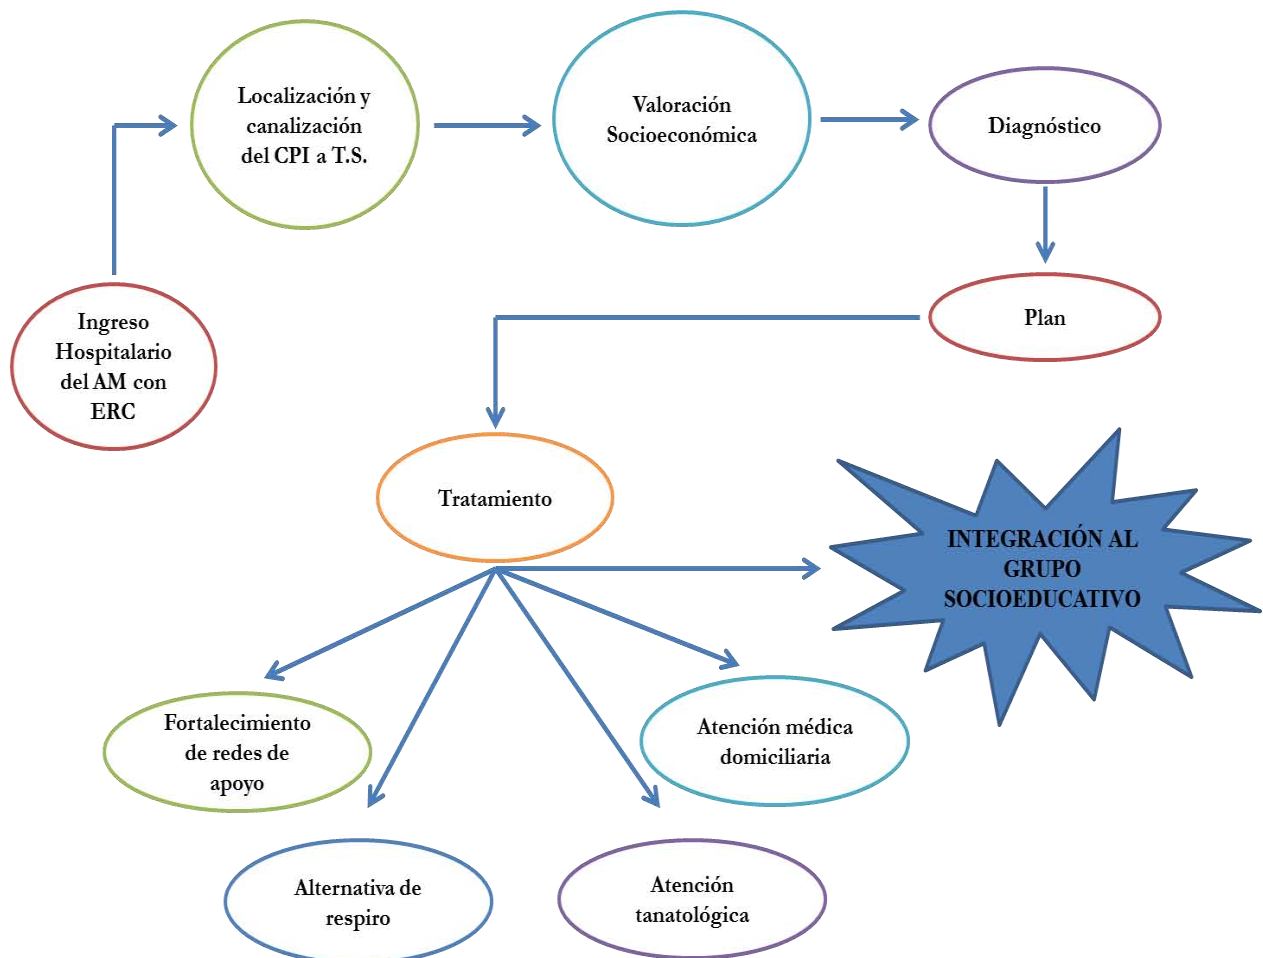 Localización y
canalización
del CPI a T.S.
Valoración
Socioeconómica
Diagnóstico
Ingreso
Hospitalario
del AM con
ERC
Plan
Tratamiento
INTEGRACIÓN AL
GRUPO
SOCIOEDUCATIVO
Fortalecimiento
de redes de
apoyo
Atención médica
domiciliaria
Alternativa de
respiro
Atención
tanatológica